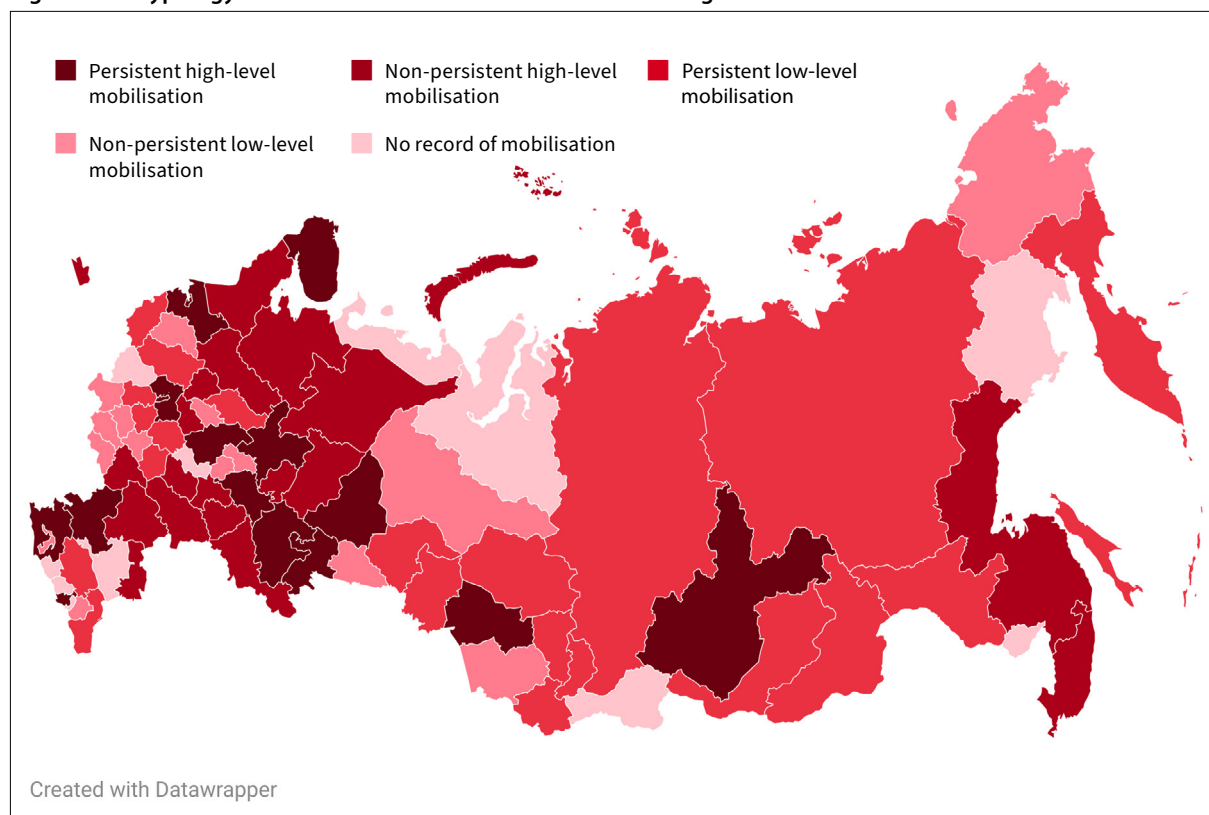 Persistent high-level
mobilisation
Non-persistent high-level
mobilisation
Persistent low-level
mobilisation
Non-persistent low-level
mobilisation
No record of mobilisation
Created with Datawrapper